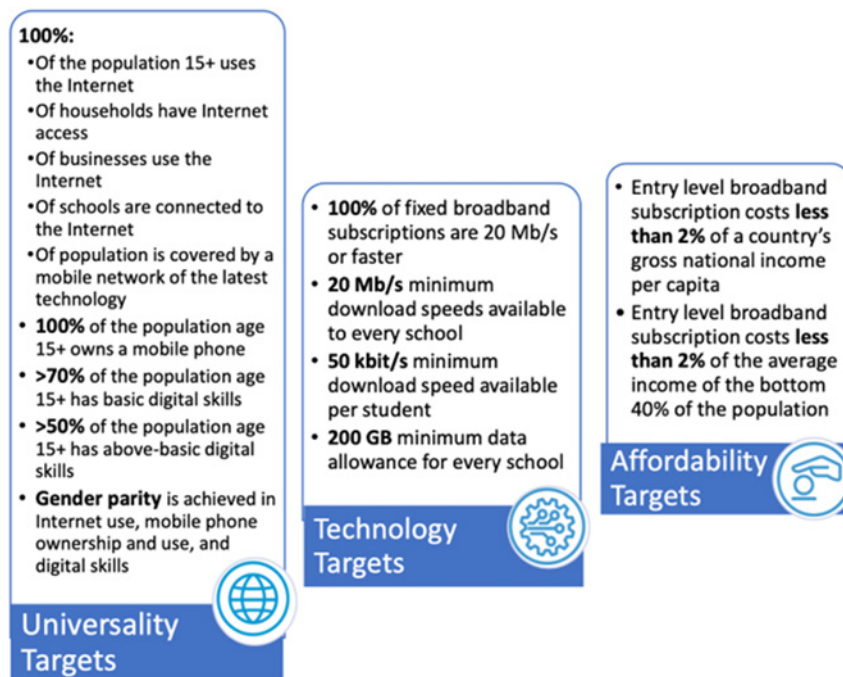 100%:
•Of the population 15+ uses
the Internet
•Of households have Internet
access
•Of businesses use the
Internet
•Of schools are connected to
the Internet
•Of population is covered by a
mobile network of the latest
technology
• 100% of the population age
15+ owns a mobile phone
• >70% of the population age
15+ has basic digital skills
• >50% of the population age
15+ has above-basic digital
skills
• Gender parity is achieved in
Internet use, mobile phone
ownership and use, and
digital skills
Universality
Targets
• 100% of fixed broadband
subscriptions are 20 Mb/s
or faster
• 20 Mb/s minimum
download speeds available
to every school
• 50 kbit/s minimum
download speed available
per student
• 200 GB minimum data
allowance for every school
Technology
Targets
• Entry level broadband
subscription costs less
than 2% of a country's
gross national income
per capita
• Entry level broadband
subscription costs less
than 2% of the average
income of the bottom
40% of the population
Affordability
Targets